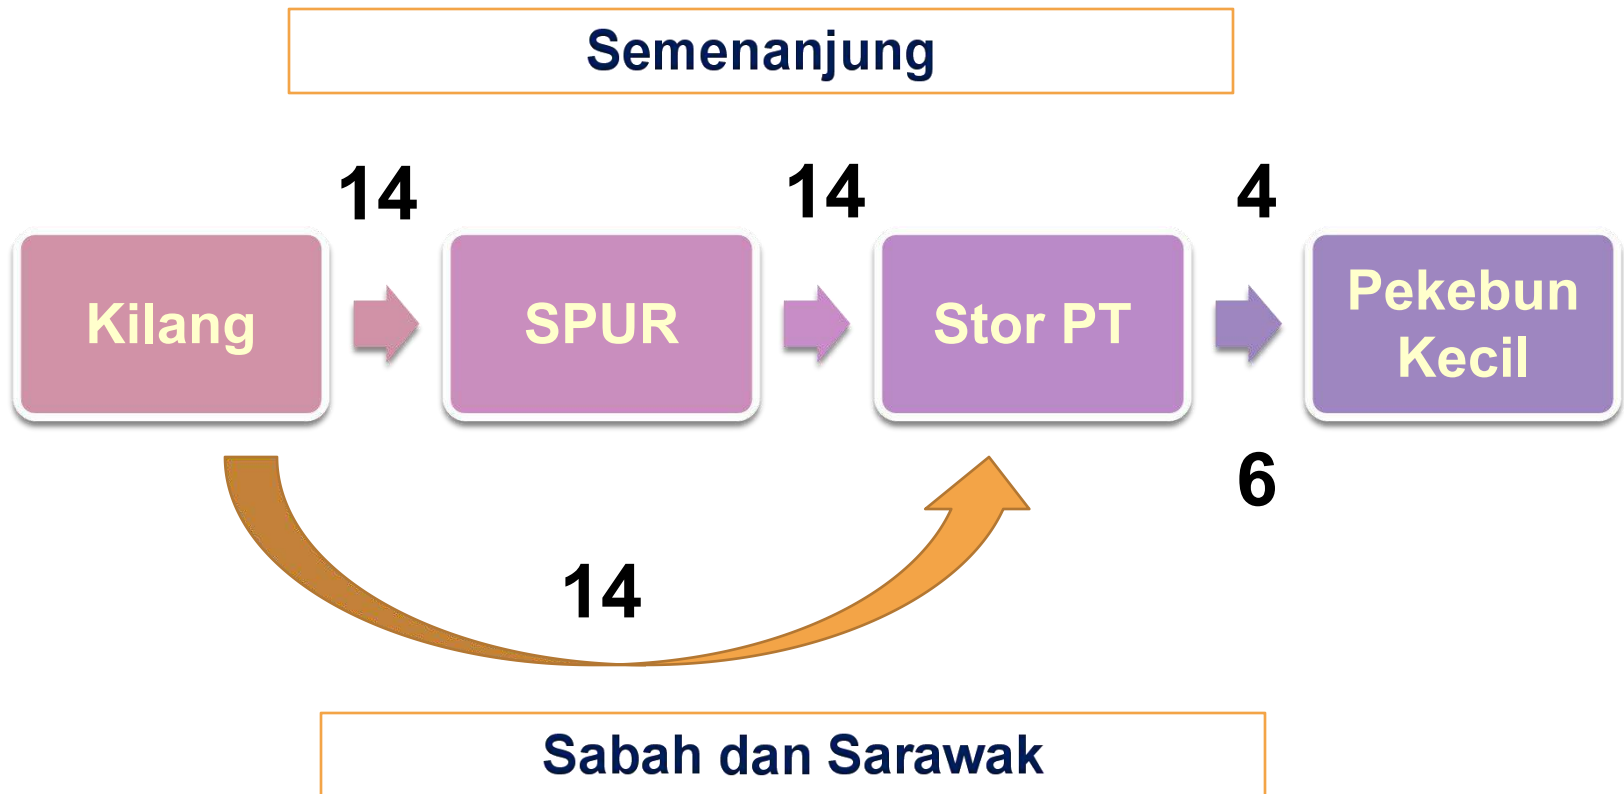 Semenanjung
14
14
4
Kilang
SPUR
Stor PT
Pekebun
Kecil
6
14
Sabah dan Sarawak